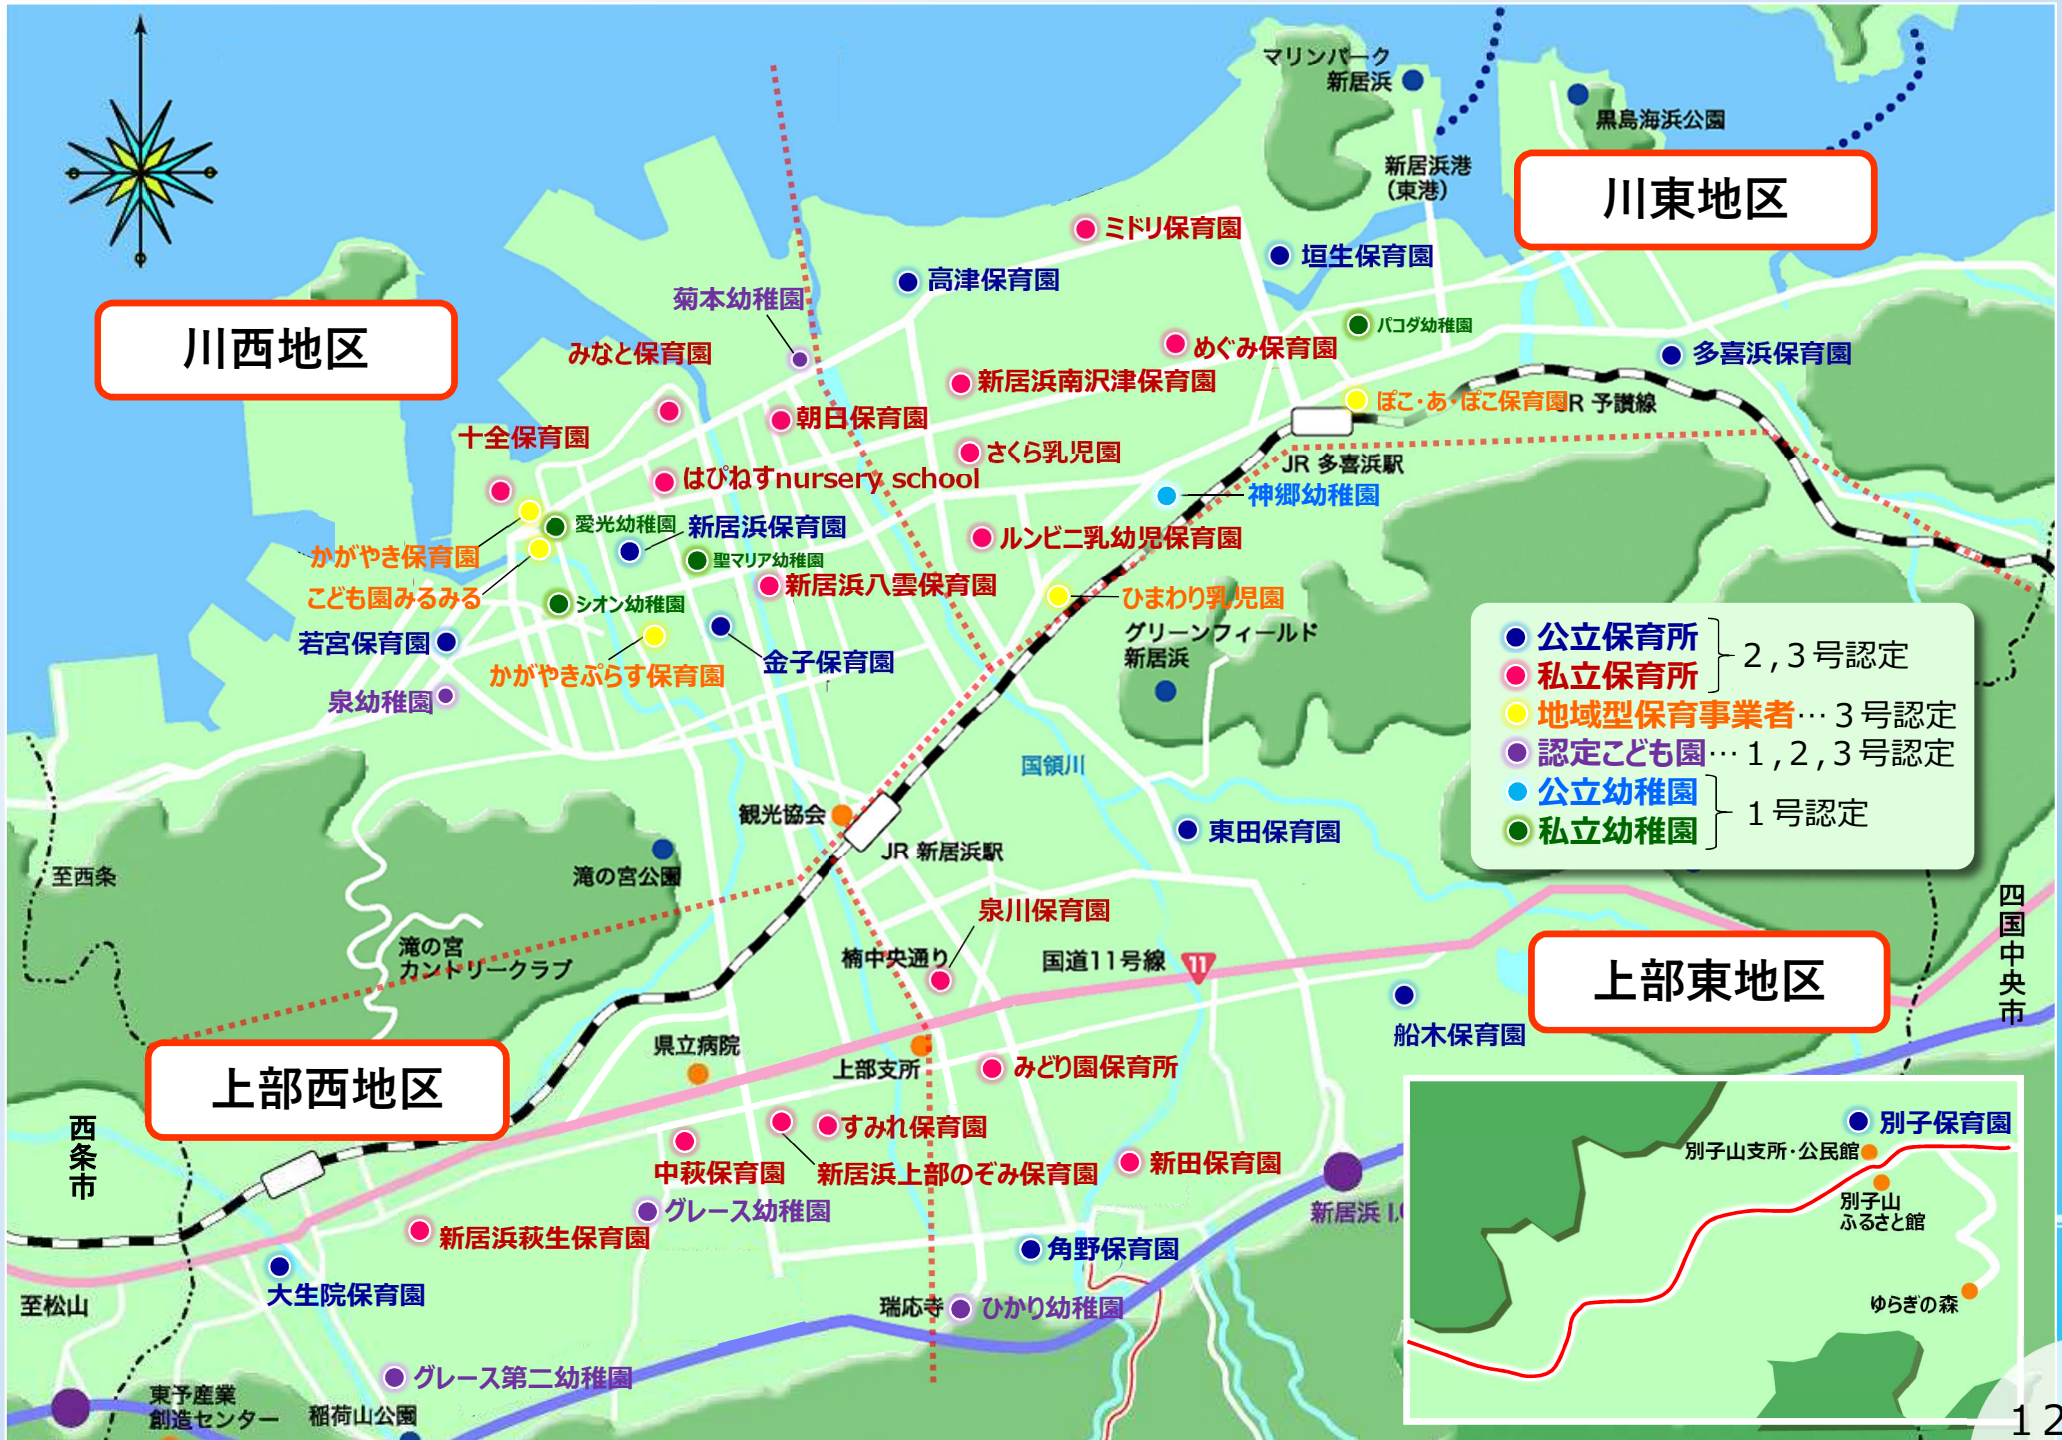 マリンパーク
新居浜
黒島海浜公園
新居浜港
(東港)
川東地区
ミドリ保育園
垣生保育園
高津保育園
菊本幼稚園
川西地区
みなと保育園
パコダ幼稚園
めぐみ保育園
多喜浜保育園
新居浜南沢津保育園
ぽこ・あ・ぽこ保育園
JR 予讃線
朝日保育園
十全保育園
さくら乳児園
JR 多喜浜駅
はぴねすnursery school
神郷幼稚園
愛光幼稚園
新居浜保育園
ルンビニ乳幼児保育園
かがやき保育園
聖マリア幼稚園
新居浜八雲保育園
こども園みるみる
シオン幼稚園
ひまわり乳児園
若宮保育園
グリーンフィールド
新居浜
金子保育園
かがやきぷらす保育園
泉幼稚園
公立保育所
私立保育所
2,3号認定
地域型保育事業者…3号認定
認定こども園…1,2,3号認定
公立幼稚園
私立幼稚園
1号認定
国領川
観光協会
東田保育園
JR 新居浜駅
至西条
滝の宮公園
四国中央市
泉川保育園
滝の宮
カントリークラブ
楠中央通り
国道11号線
11
上部東地区
船木保育園
県立病院
上部支所
みどり園保育所
上部西地区
西条市
すみれ保育園
中萩保育園
新居浜上部のぞみ保育園
新田保育園
別子保育園
別子山支所・公民館
別子山
ふるさと館
ゆらぎの森
グレース幼稚園
新居浜 I.
新居浜萩生保育園
角野保育園
大生院保育園
至松山
瑞応寺
ひかり幼稚園
グレース第二幼稚園
東予産業
創造センター
稲荷山公園
12